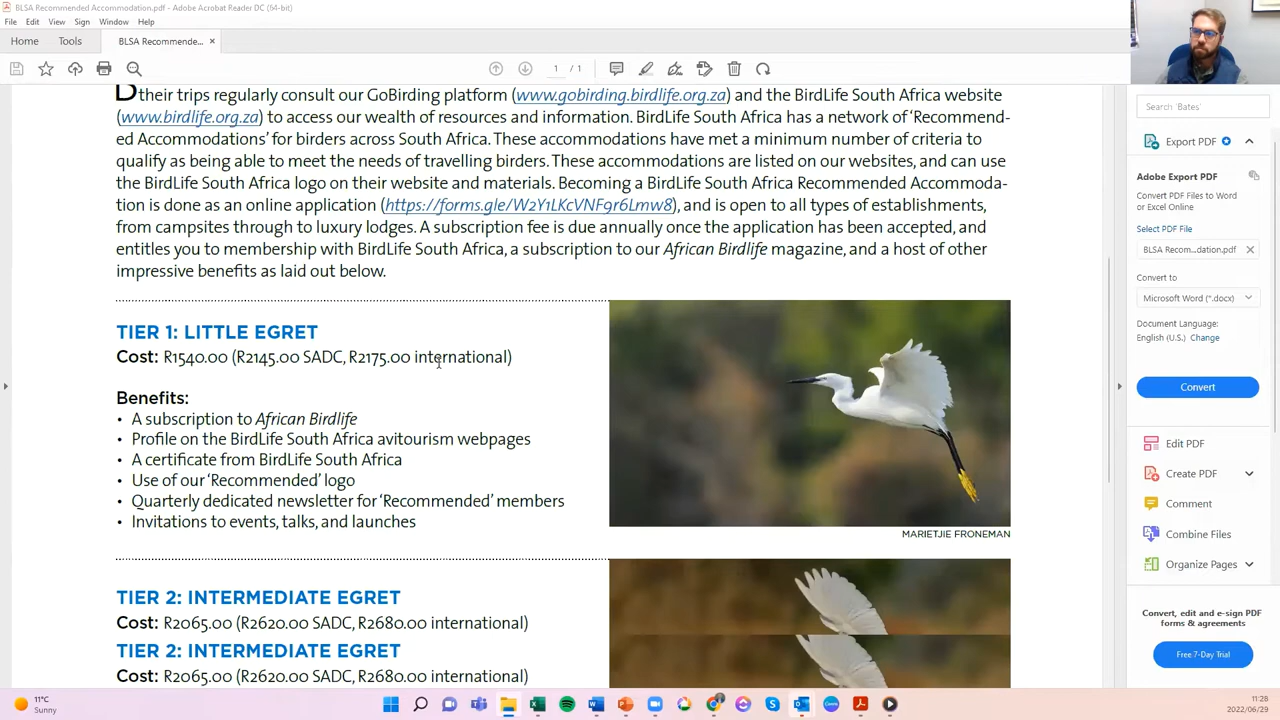 BLSA Recommended Accommodation.pdf - Adobe Acrobat Reader DC (64-bit)
File Edit View Sign Window Help
Home Tools BLSA Recommende... ×
1 / 1
Dtheir trips regularly consult our GoBirding platform (www.gobirding.birdlife.org.za) and the BirdLife South Africa website
(www.birdlife.org.za) to access our wealth of resources and information. BirdLife South Africa has a network of ‘Recommend-
ed Accommodations’ for birders across South Africa. These accommodations have met a minimum number of criteria to
qualify as being able to meet the needs of travelling birders. These accommodations are listed on our websites, and can use
the BirdLife South Africa logo on their website and materials. Becoming a BirdLife South Africa Recommended Accommoda-
tion is done as an online application (https://forms.gle/W2Y1LKcVNF9r6Lmw8), and is open to all types of establishments,
from campsites through to luxury lodges. A subscription fee is due annually once the application has been accepted, and
entitles you to membership with BirdLife South Africa, a subscription to our African Birdlife magazine, and a host of other
impressive benefits as laid out below.
TIER 1: LITTLE EGRET
Cost: R1540.00 (R2145.00 SADC, R2175.00 international)
Benefits:
• A subscription to African Birdlife
• Profile on the BirdLife South Africa avitourism webpages
• A certificate from BirdLife South Africa
• Use of our ‘Recommended’ logo
• Quarterly dedicated newsletter for ‘Recommended’ members
• Invitations to events, talks, and launches
MARIETJIE FRONEMAN
TIER 2: INTERMEDIATE EGRET
Cost: R2065.00 (R2620.00 SADC, R2680.00 international)
TIER 2: INTERMEDIATE EGRET
Cost: R2065.00 (R2620.00 SADC, R2680.00 international)
Search 'Bates'
Export PDF
Adobe Export PDF
Convert PDF Files to Word
or Excel Online
Select PDF File
BLSA Recom...dation.pdf ×
Convert to
Microsoft Word (*.docx)
Document Language:
English (U.S.) Change
Convert
Edit PDF
Create PDF
Comment
Combine Files
Organize Pages
Convert, edit and e-sign PDF
forms & agreements
Free 7-Day Trial
11°C
Sunny
11:28
2022/06/29